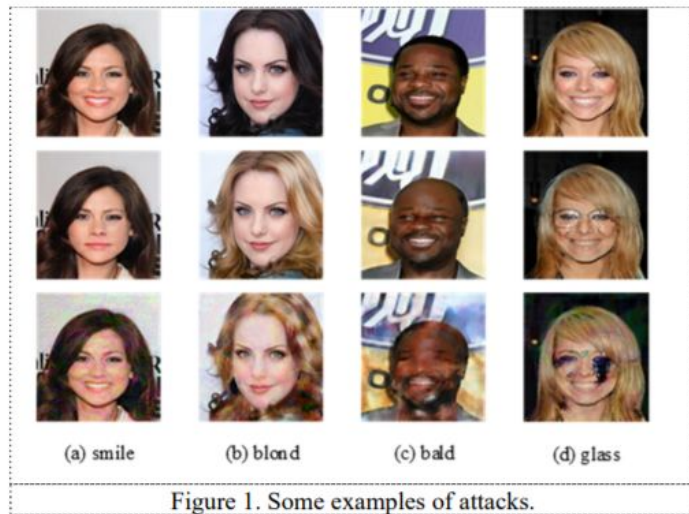 (a) smile (b) blond (c) bald (d) glass
Figure 1. Some examples of attacks.